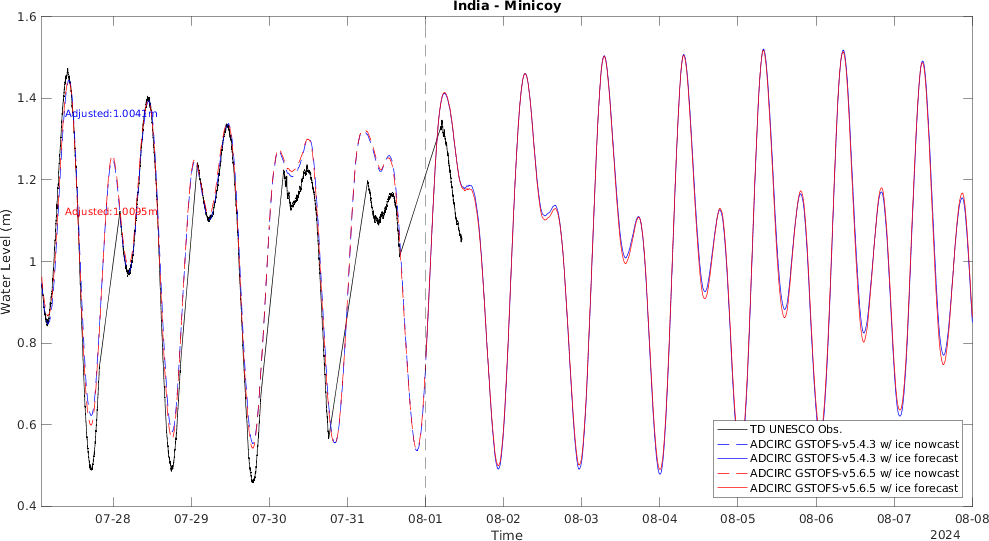 India - Minicoy
1.6
1.4
1.2
1
0.8
0.6
0.4
Water Level (m)
Adjusted:1.0041m
Adjusted:1.0095m
TD UNESCO Obs.
ADCIRC GSTOFS-v5.4.3 w/ ice nowcast
ADCIRC GSTOFS-v5.4.3 w/ ice forecast
ADCIRC GSTOFS-v5.6.5 w/ ice nowcast
ADCIRC GSTOFS-v5.6.5 w/ ice forecast
07-28 07-29 07-30 07-31 08-01 08-02 08-03 08-04 08-05 08-06 08-07 08-08
Time
2024